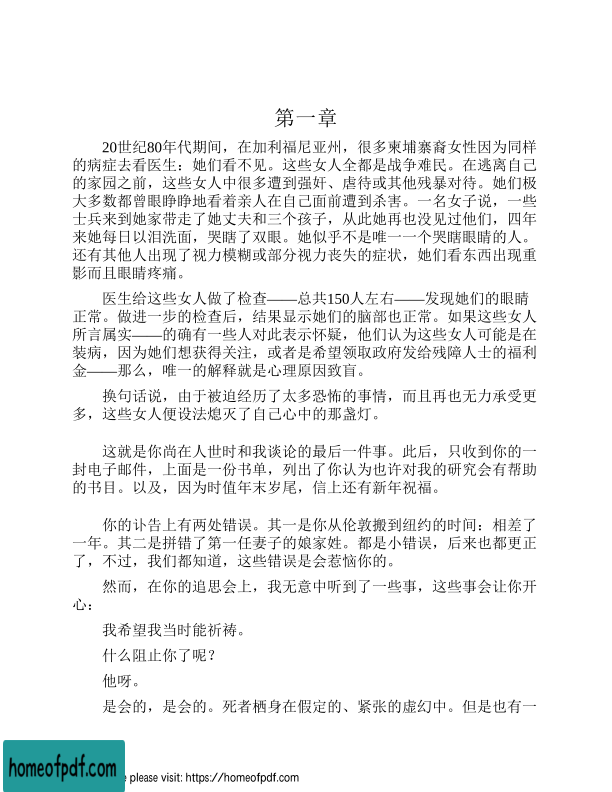 第一章
20世纪80年代期间，在加利福尼亚州，很多柬埔寨裔女性因为同样
的病症去看医生：她们看不见。这些女人全都是战争难民。在逃离自己
的家园之前，这些女人中很多遭到强奸、虐待或其他残暴对待。她们极
大多数都曾眼睁睁地看着亲人在自己面前遭到杀害。一名女子说，一些
士兵来到她家带走了她丈夫和三个孩子，从此她再也没见过他们，四年
来她每日以泪洗面，哭瞎了双眼。她似乎不是唯一一个哭瞎眼睛的人。
还有其他人出现了视力模糊或部分视力丧失的症状，她们看东西出现重
影而且眼睛疼痛。
医生给这些女人做了检查——总共150人左右——发现她们的眼睛
正常。做进一步的检查后，结果显示她们的脑部也正常。如果这些女人
所言属实——的确有一些人对此表示怀疑，他们认为这些女人可能是在
装病，因为她们想获得关注，或者是希望领取政府发给残障人士的福利
金——那么，唯一的解释就是心理原因致盲。
换句话说，由于被迫经历了太多恐怖的事情，而且再也无力承受更
多，这些女人便设法熄灭了自己心中的那盏灯。
这就是你尚在人世时和我谈论的最后一件事。此后，只收到你的一
封电子邮件，上面是一份书单，列出了你认为也许对我的研究会有帮助
的书目。以及，因为时值年末岁尾，信上还有新年祝福。
你的讣告上有两处错误。其一是你从伦敦搬到纽约的时间：相差了
一年。其二是拼错了第一任妻子的娘家姓。都是小错误，后来也都更正
了，不过，我们都知道，这些错误是会惹恼你的。
然而，在你的追思会上，我无意中听到了一些事，这些事会让你开
心：
我希望我当时能祈祷。
什么阻止你了呢？
他呀。
是会的，是会的。死者栖身在假定的、紧张的虚幻中。但是也有一
homeofpdf.com
e please visit: https://homeofpdf.com